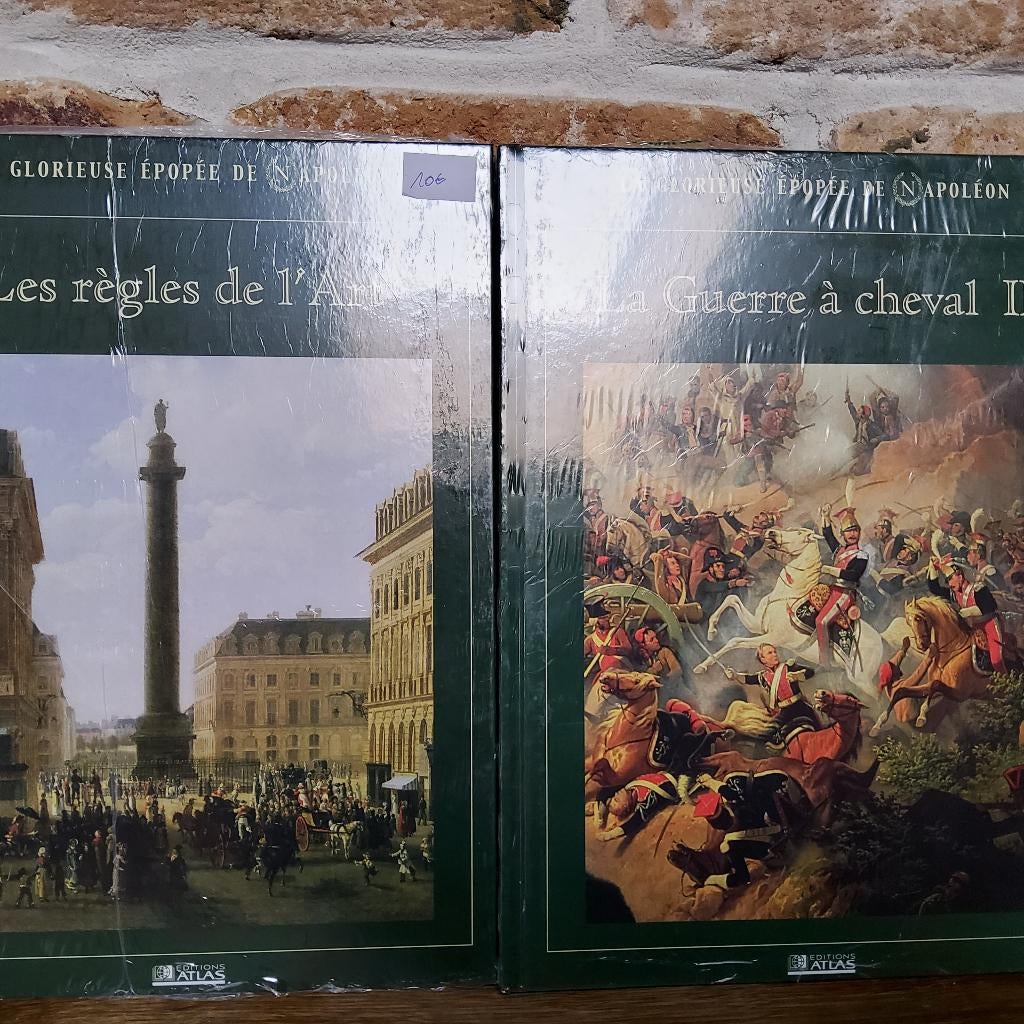 GLORIEUSE ÉPOPÉE DE NAPOL
10€
Les règles de l'Art
EDITIONS
ATLAS
LA GLORIEUSE ÉPOPÉE DE NAPOLÉON
La Guerre à cheval
EDITIONS
ATLAS